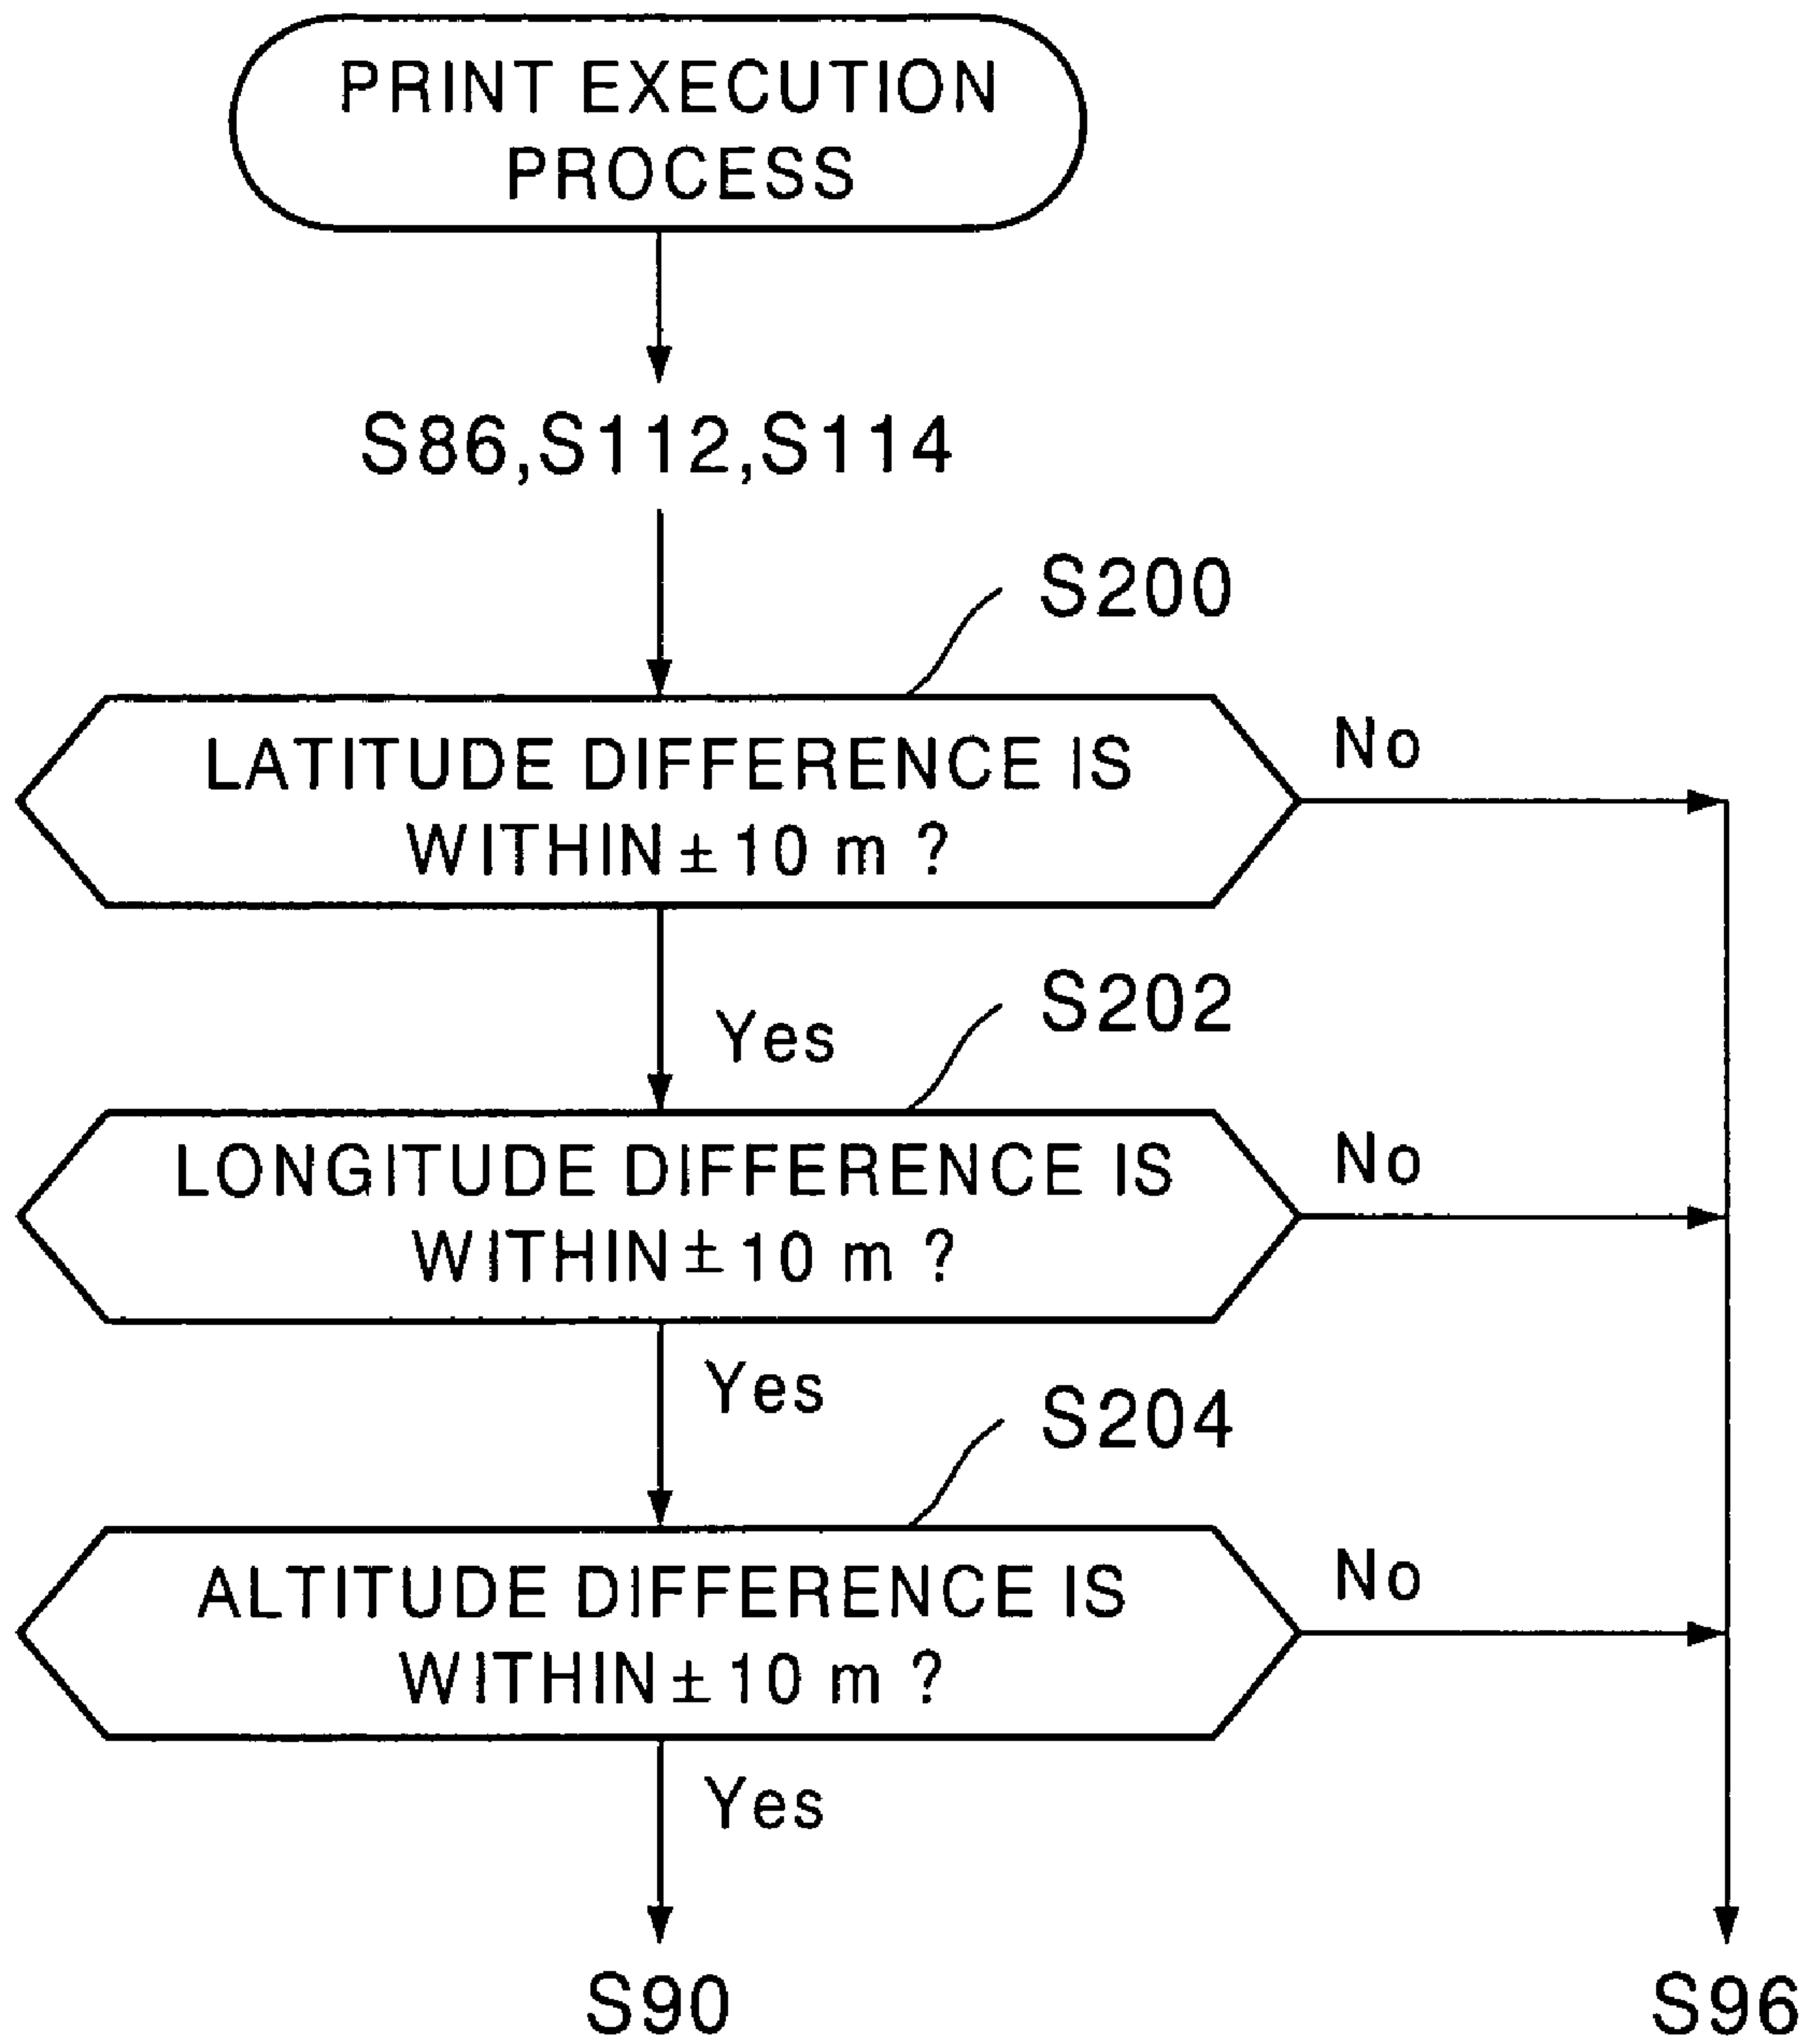 PRINT EXECUTION
PROCESS
S86,S112,S114
S200
LATITUDE DIFFERENCE IS
WITHIN ± 10 m ?
No
Yes
S202
LONGITUDE DIFFERENCE IS
WITHIN ± 10 m ?
No
Yes
S204
ALTITUDE DIFFERENCE IS
WITHIN ± 10 m ?
No
Yes
S90
S96